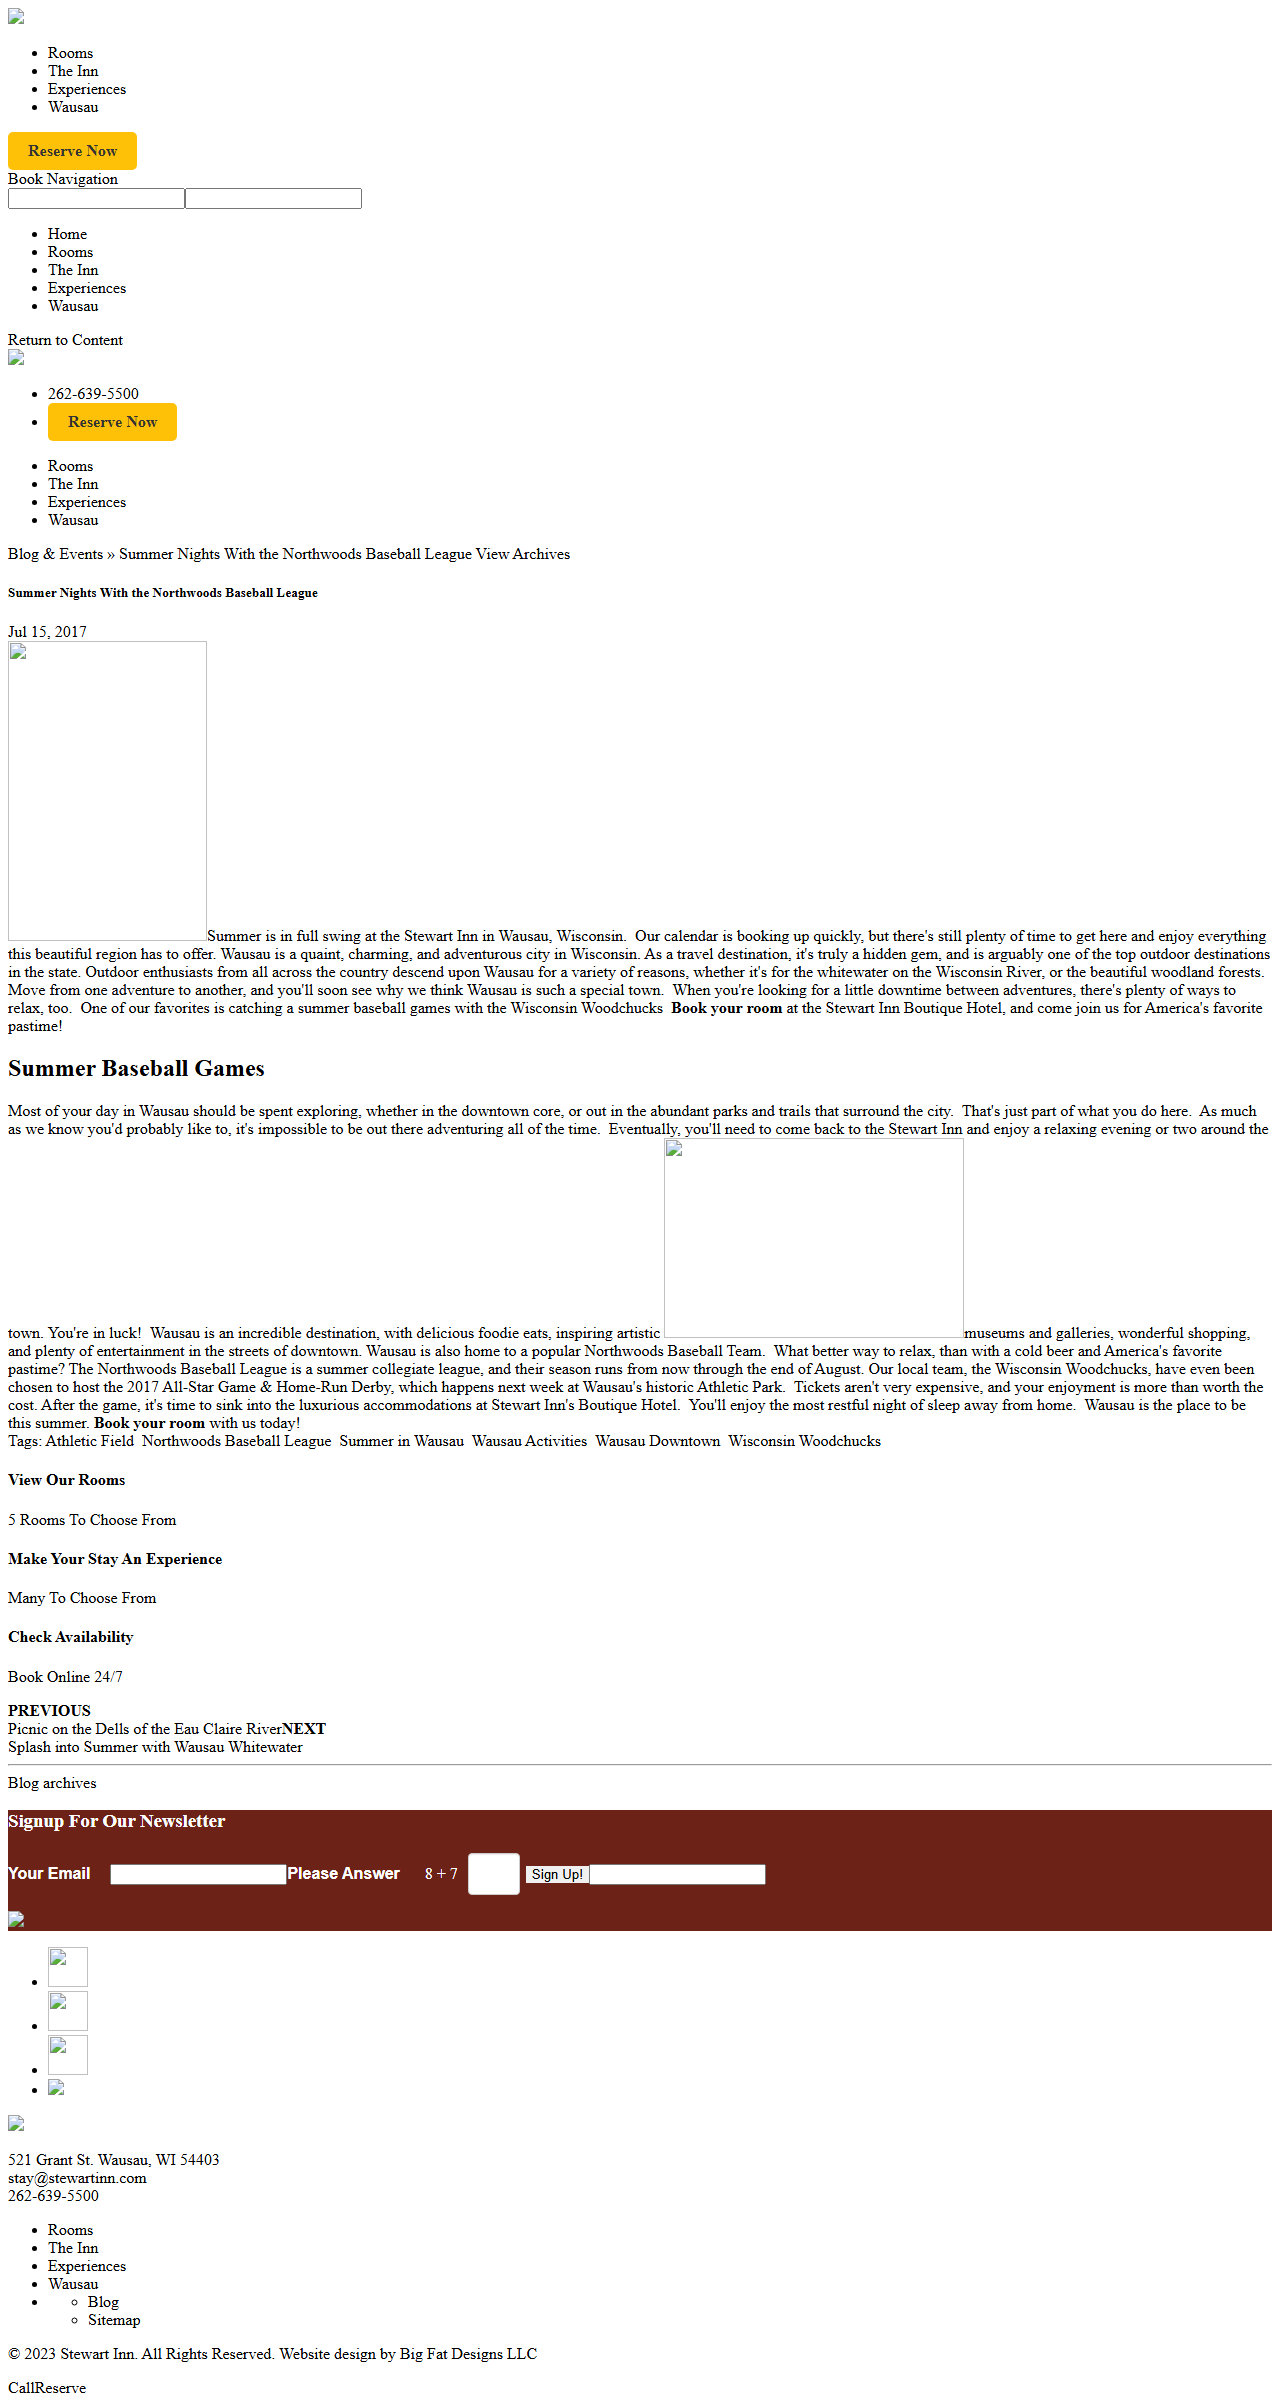 Rooms
The Inn
Experiences
Wausau
Reserve Now
Book Navigation
Home
Rooms
The Inn
Experiences
Wausau
Return to Content
262-639-5500
Reserve Now
Rooms
The Inn
Experiences
Wausau
Blog & Events » Summer Nights With the Northwoods Baseball League View Archives
Summer Nights With the Northwoods Baseball League
Jul 15, 2017
Summer is in full swing at the Stewart Inn in Wausau, Wisconsin.  Our calendar is booking up quickly, but there's still plenty of time to get here and enjoy everything
this beautiful region has to offer. Wausau is a quaint, charming, and adventurous city in Wisconsin. As a travel destination, it's truly a hidden gem, and is arguably one of the top outdoor destinations
in the state. Outdoor enthusiasts from all across the country descend upon Wausau for a variety of reasons, whether it's for the whitewater on the Wisconsin River, or the beautiful woodland forests.
Move from one adventure to another, and you'll soon see why we think Wausau is such a special town.  When you're looking for a little downtime between adventures, there's plenty of ways to
relax, too.  One of our favorites is catching a summer baseball games with the Wisconsin Woodchucks  Book your room at the Stewart Inn Boutique Hotel, and come join us for America's favorite
pastime!
Summer Baseball Games
Most of your day in Wausau should be spent exploring, whether in the downtown core, or out in the abundant parks and trails that surround the city.  That's just part of what you do here.  As much
as we know you'd probably like to, it's impossible to be out there adventuring all of the time.  Eventually, you'll need to come back to the Stewart Inn and enjoy a relaxing evening or two around the
town. You're in luck!  Wausau is an incredible destination, with delicious foodie eats, inspiring artistic museums and galleries, wonderful shopping,
and plenty of entertainment in the streets of downtown. Wausau is also home to a popular Northwoods Baseball Team.  What better way to relax, than with a cold beer and America's favorite
pastime? The Northwoods Baseball League is a summer collegiate league, and their season runs from now through the end of August. Our local team, the Wisconsin Woodchucks, have even been
chosen to host the 2017 All-Star Game & Home-Run Derby, which happens next week at Wausau's historic Athletic Park.  Tickets aren't very expensive, and your enjoyment is more than worth the
cost. After the game, it's time to sink into the luxurious accommodations at Stewart Inn's Boutique Hotel.  You'll enjoy the most restful night of sleep away from home.  Wausau is the place to be
this summer. Book your room with us today!
Tags: Athletic Field  Northwoods Baseball League  Summer in Wausau  Wausau Activities  Wausau Downtown  Wisconsin Woodchucks
View Our Rooms
5 Rooms To Choose From
Make Your Stay An Experience
Many To Choose From
Check Availability
Book Online 24/7
PREVIOUS
Picnic on the Dells of the Eau Claire RiverNEXT
Splash into Summer with Wausau Whitewater
Blog archives
Signup For Our Newsletter
Your Email Please Answer 8 + 7 Sign Up!
521 Grant St. Wausau, WI 54403
stay@stewartinn.com
262-639-5500
Rooms
The Inn
Experiences
Wausau
Blog
Sitemap
© 2023 Stewart Inn. All Rights Reserved. Website design by Big Fat Designs LLC
CallReserve